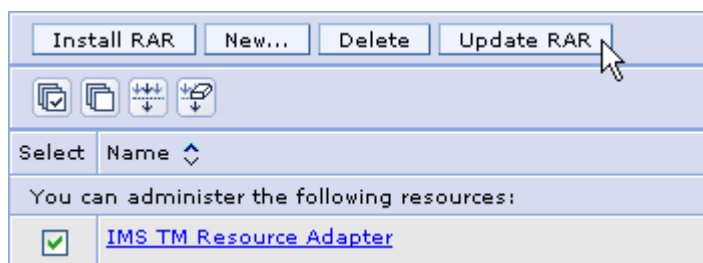 Install RAR New... Delete Update RAR
Select Name
You can administer the following resources:
IMS TM Resource Adapter